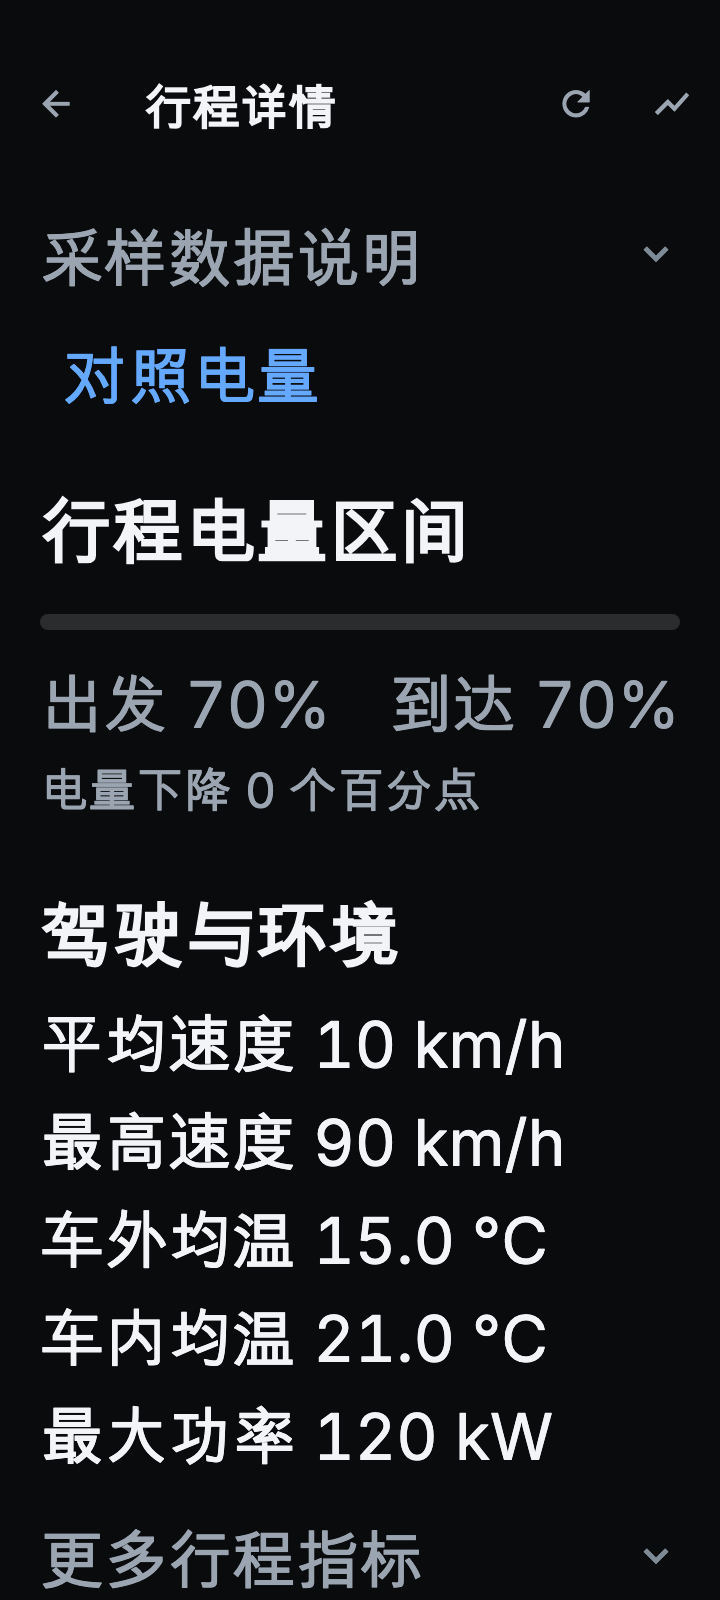 行程详情
采样数据说明
对照电量
行程电量区间
出发 70% 到达 70%
电量下降 0 个百分点
驾驶与环境
平均速度 10 km/h
最高速度 90 km/h
车外均温 15.0 °C
车内均温 21.0 °C
最大功率 120 kW
更多行程指标